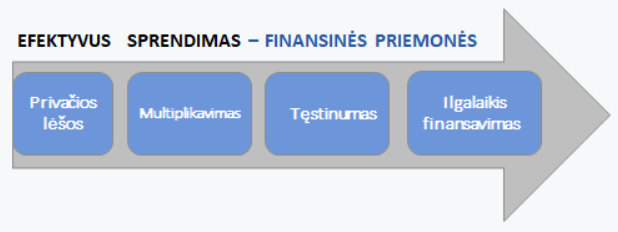 EFEKTYVUS SPRENDIMAS – FINANSINĖS PRIEMONĖS
Privačios
lėšos
Multiplikavimas
Tęstinumas
Ilgalaikis
finansavimas